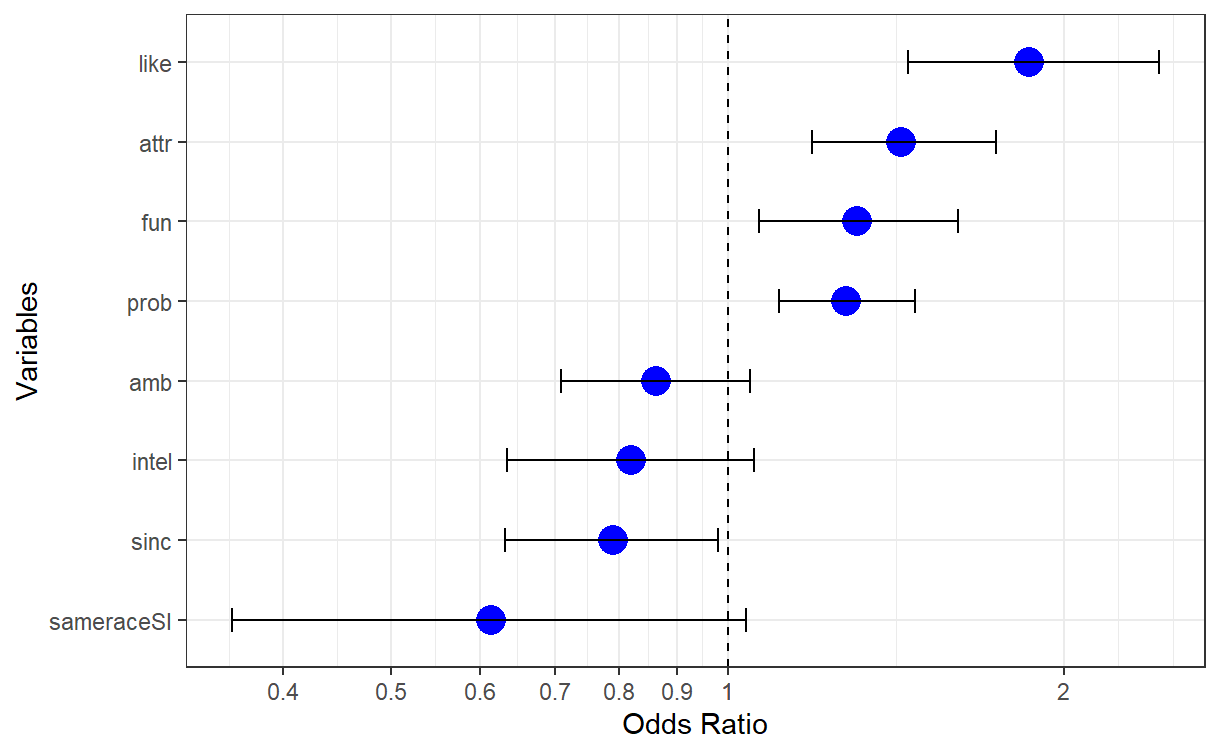 like
attr
fun
prob
amb
intel
sinc
sameraceSI
Variables
0.4 0.5 0.6 0.7 0.8 0.9 1 2
Odds Ratio